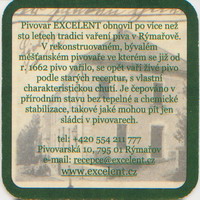 Pivovar EXCELENT obnovil po více než
sto letech tradici vaření piva v Rýmařově.
V rekonstruovaném, bývalém
měšťanském pivovaře ve kterém se již od
r. 1662 pivo vařilo, se opět vaří živé pivo
podle starých receptur, s vlastní
charakteristickou chutí. Je čepováno v
přírodním stavu bez tepelné a chemické
stabilizace, takové jaké mohou pít jen
sládci v pivovarech.
tel: +420 554 211 777
Pivovarská 10, 795 01 Rýmařov
e-mail: recepce@excelent.cz
www.excelent.cz